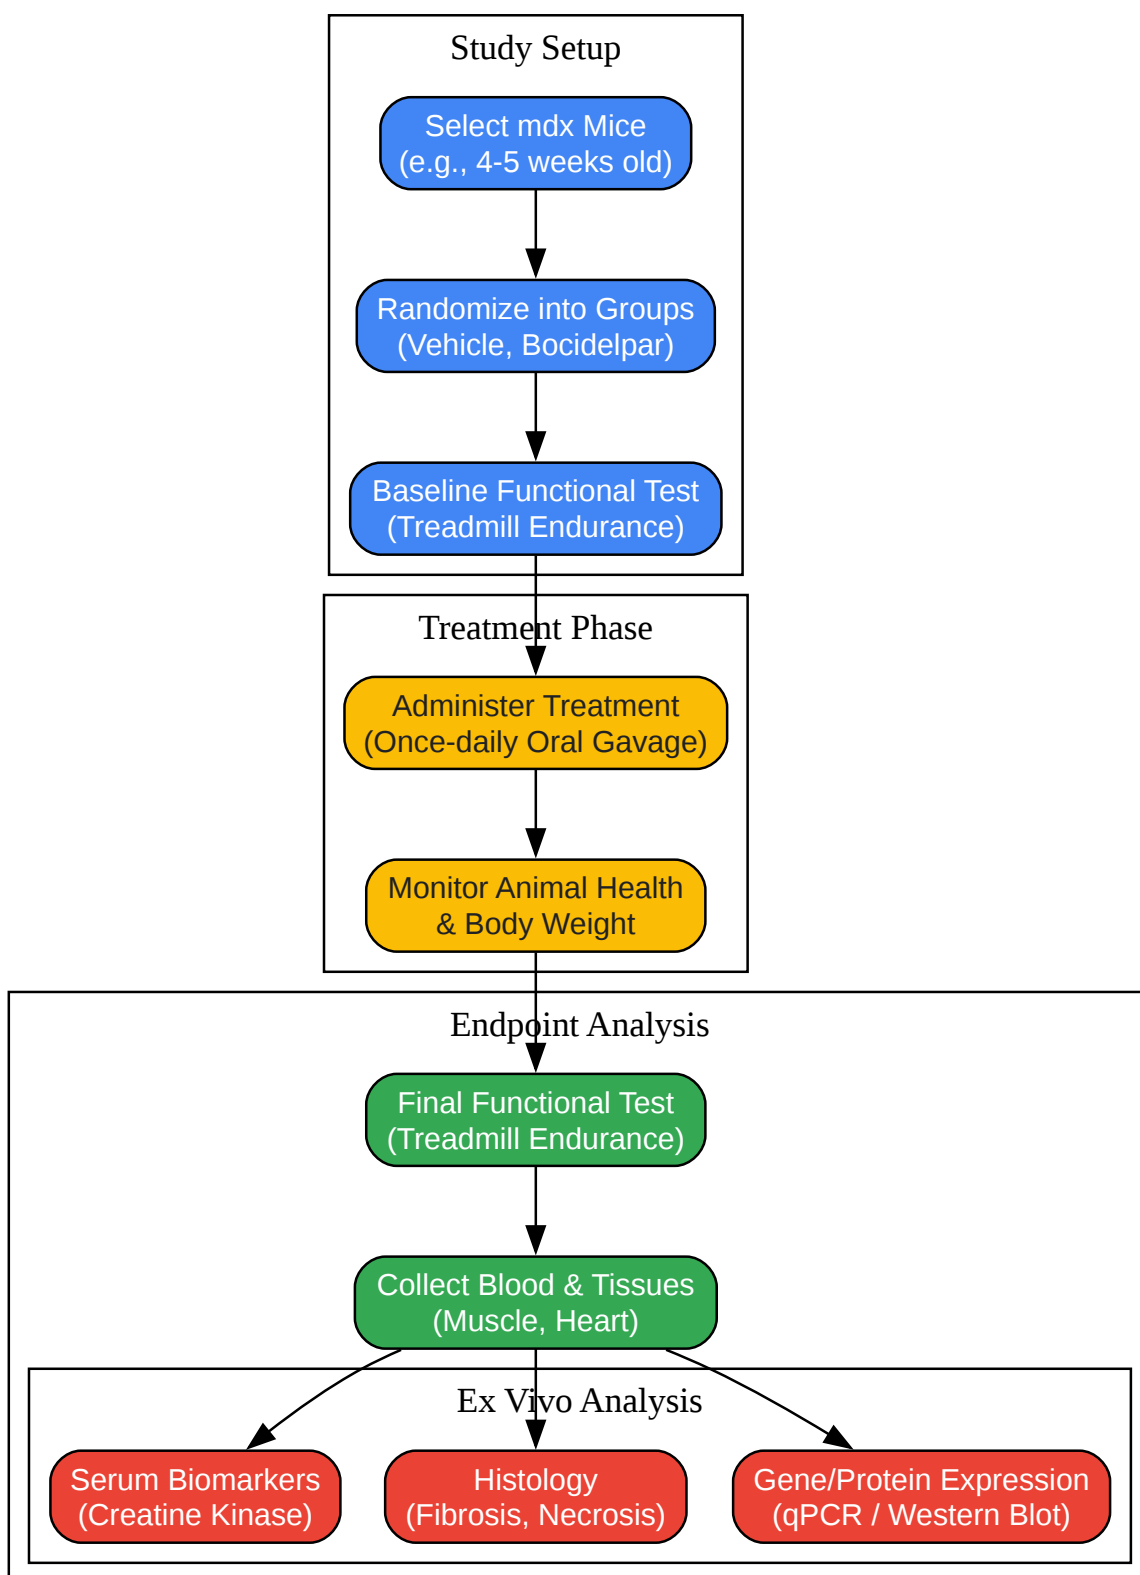 Study Setup
Select mdx Mice
(e.g., 4-5 weeks old)
Randomize into Groups
(Vehicle, Bocidelpar)
Baseline Functional Test
(Treadmill Endurance)
Treatment Phase
Administer Treatment
(Once-daily Oral Gavage)
Monitor Animal Health
& Body Weight
Endpoint Analysis
Final Functional Test
(Treadmill Endurance)
Collect Blood & Tissues
(Muscle, Heart)
Ex Vivo Analysis
Serum Biomarkers
(Creatine Kinase)
Histology
(Fibrosis, Necrosis)
Gene/Protein Expression
(qPCR / Western Blot)